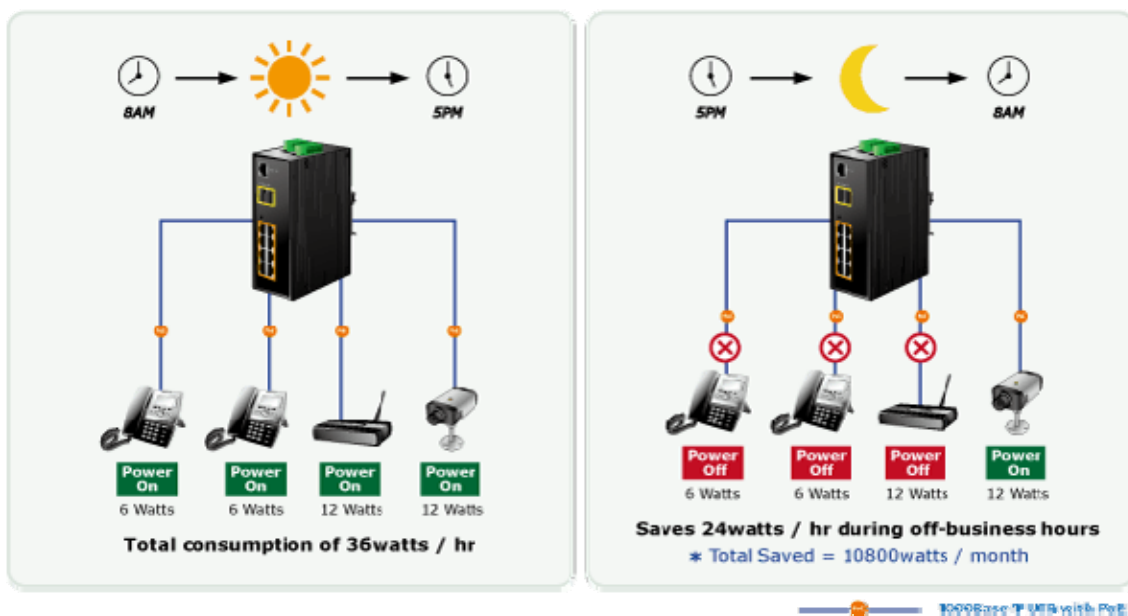 8AM
5PM
5PM
8AM
Power On
Power On
Power On
Power On
6 Watts
6 Watts
12 Watts
12 Watts
Total consumption of 36watts / hr
Power Off
Power Off
Power Off
Power On
6 Watts
6 Watts
12 Watts
12 Watts
Saves 24watts / hr during off-business hours
* Total Saved = 10800watts / month
with PoE